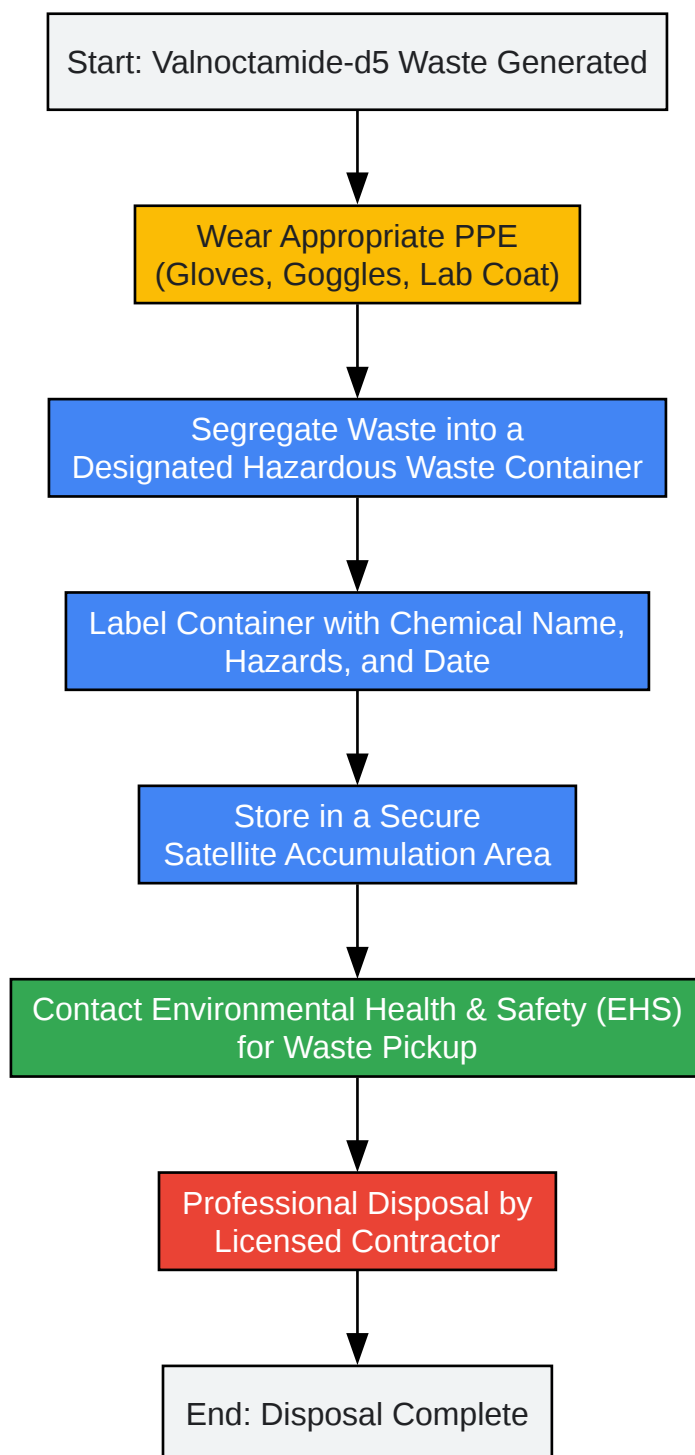 Start: Valnoctamide-d5 Waste Generated
Wear Appropriate PPE
(Gloves, Goggles, Lab Coat)
Segregate Waste into a
Designated Hazardous Waste Container
Label Container with Chemical Name,
Hazards, and Date
Store in a Secure
Satellite Accumulation Area
Contact Environmental Health & Safety (EHS)
for Waste Pickup
Professional Disposal by
Licensed Contractor
End: Disposal Complete